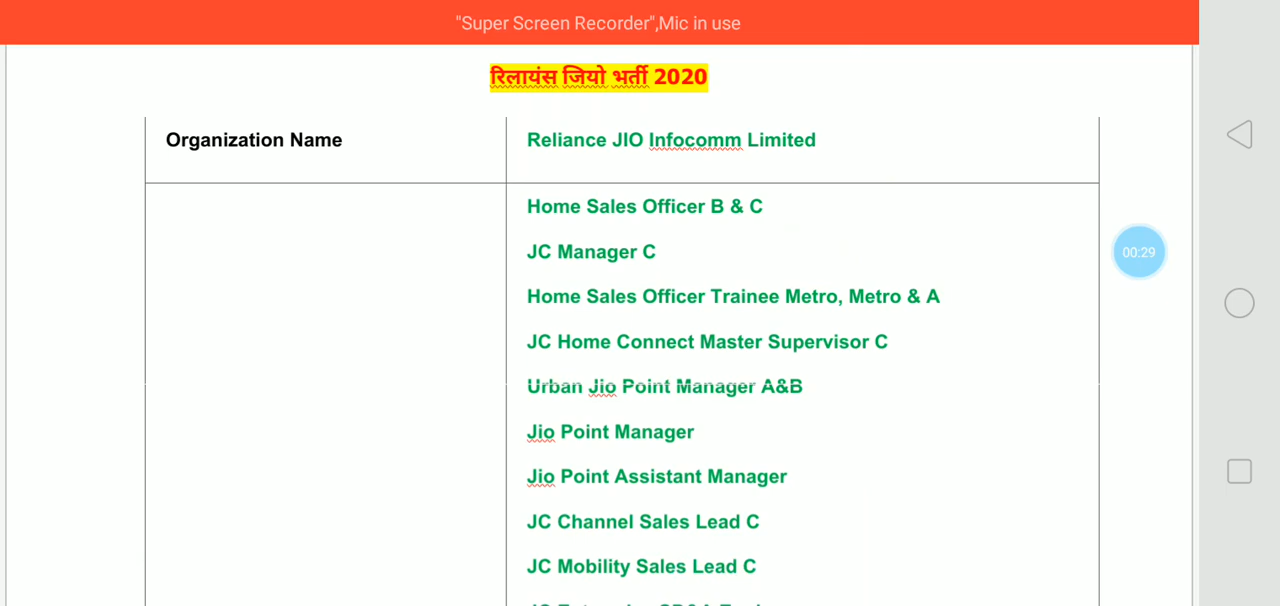 "Super Screen Recorder",Mic in use
रिलायंस जियो भर्ती 2020
Organization Name
Reliance JIO Infocomm Limited
Home Sales Officer B & C
JC Manager C
00:29
Home Sales Officer Trainee Metro, Metro & A
JC Home Connect Master Supervisor C
Urban Jio Point Manager A&B
Jio Point Manager
Jio Point Assistant Manager
JC Channel Sales Lead C
JC Mobility Sales Lead C